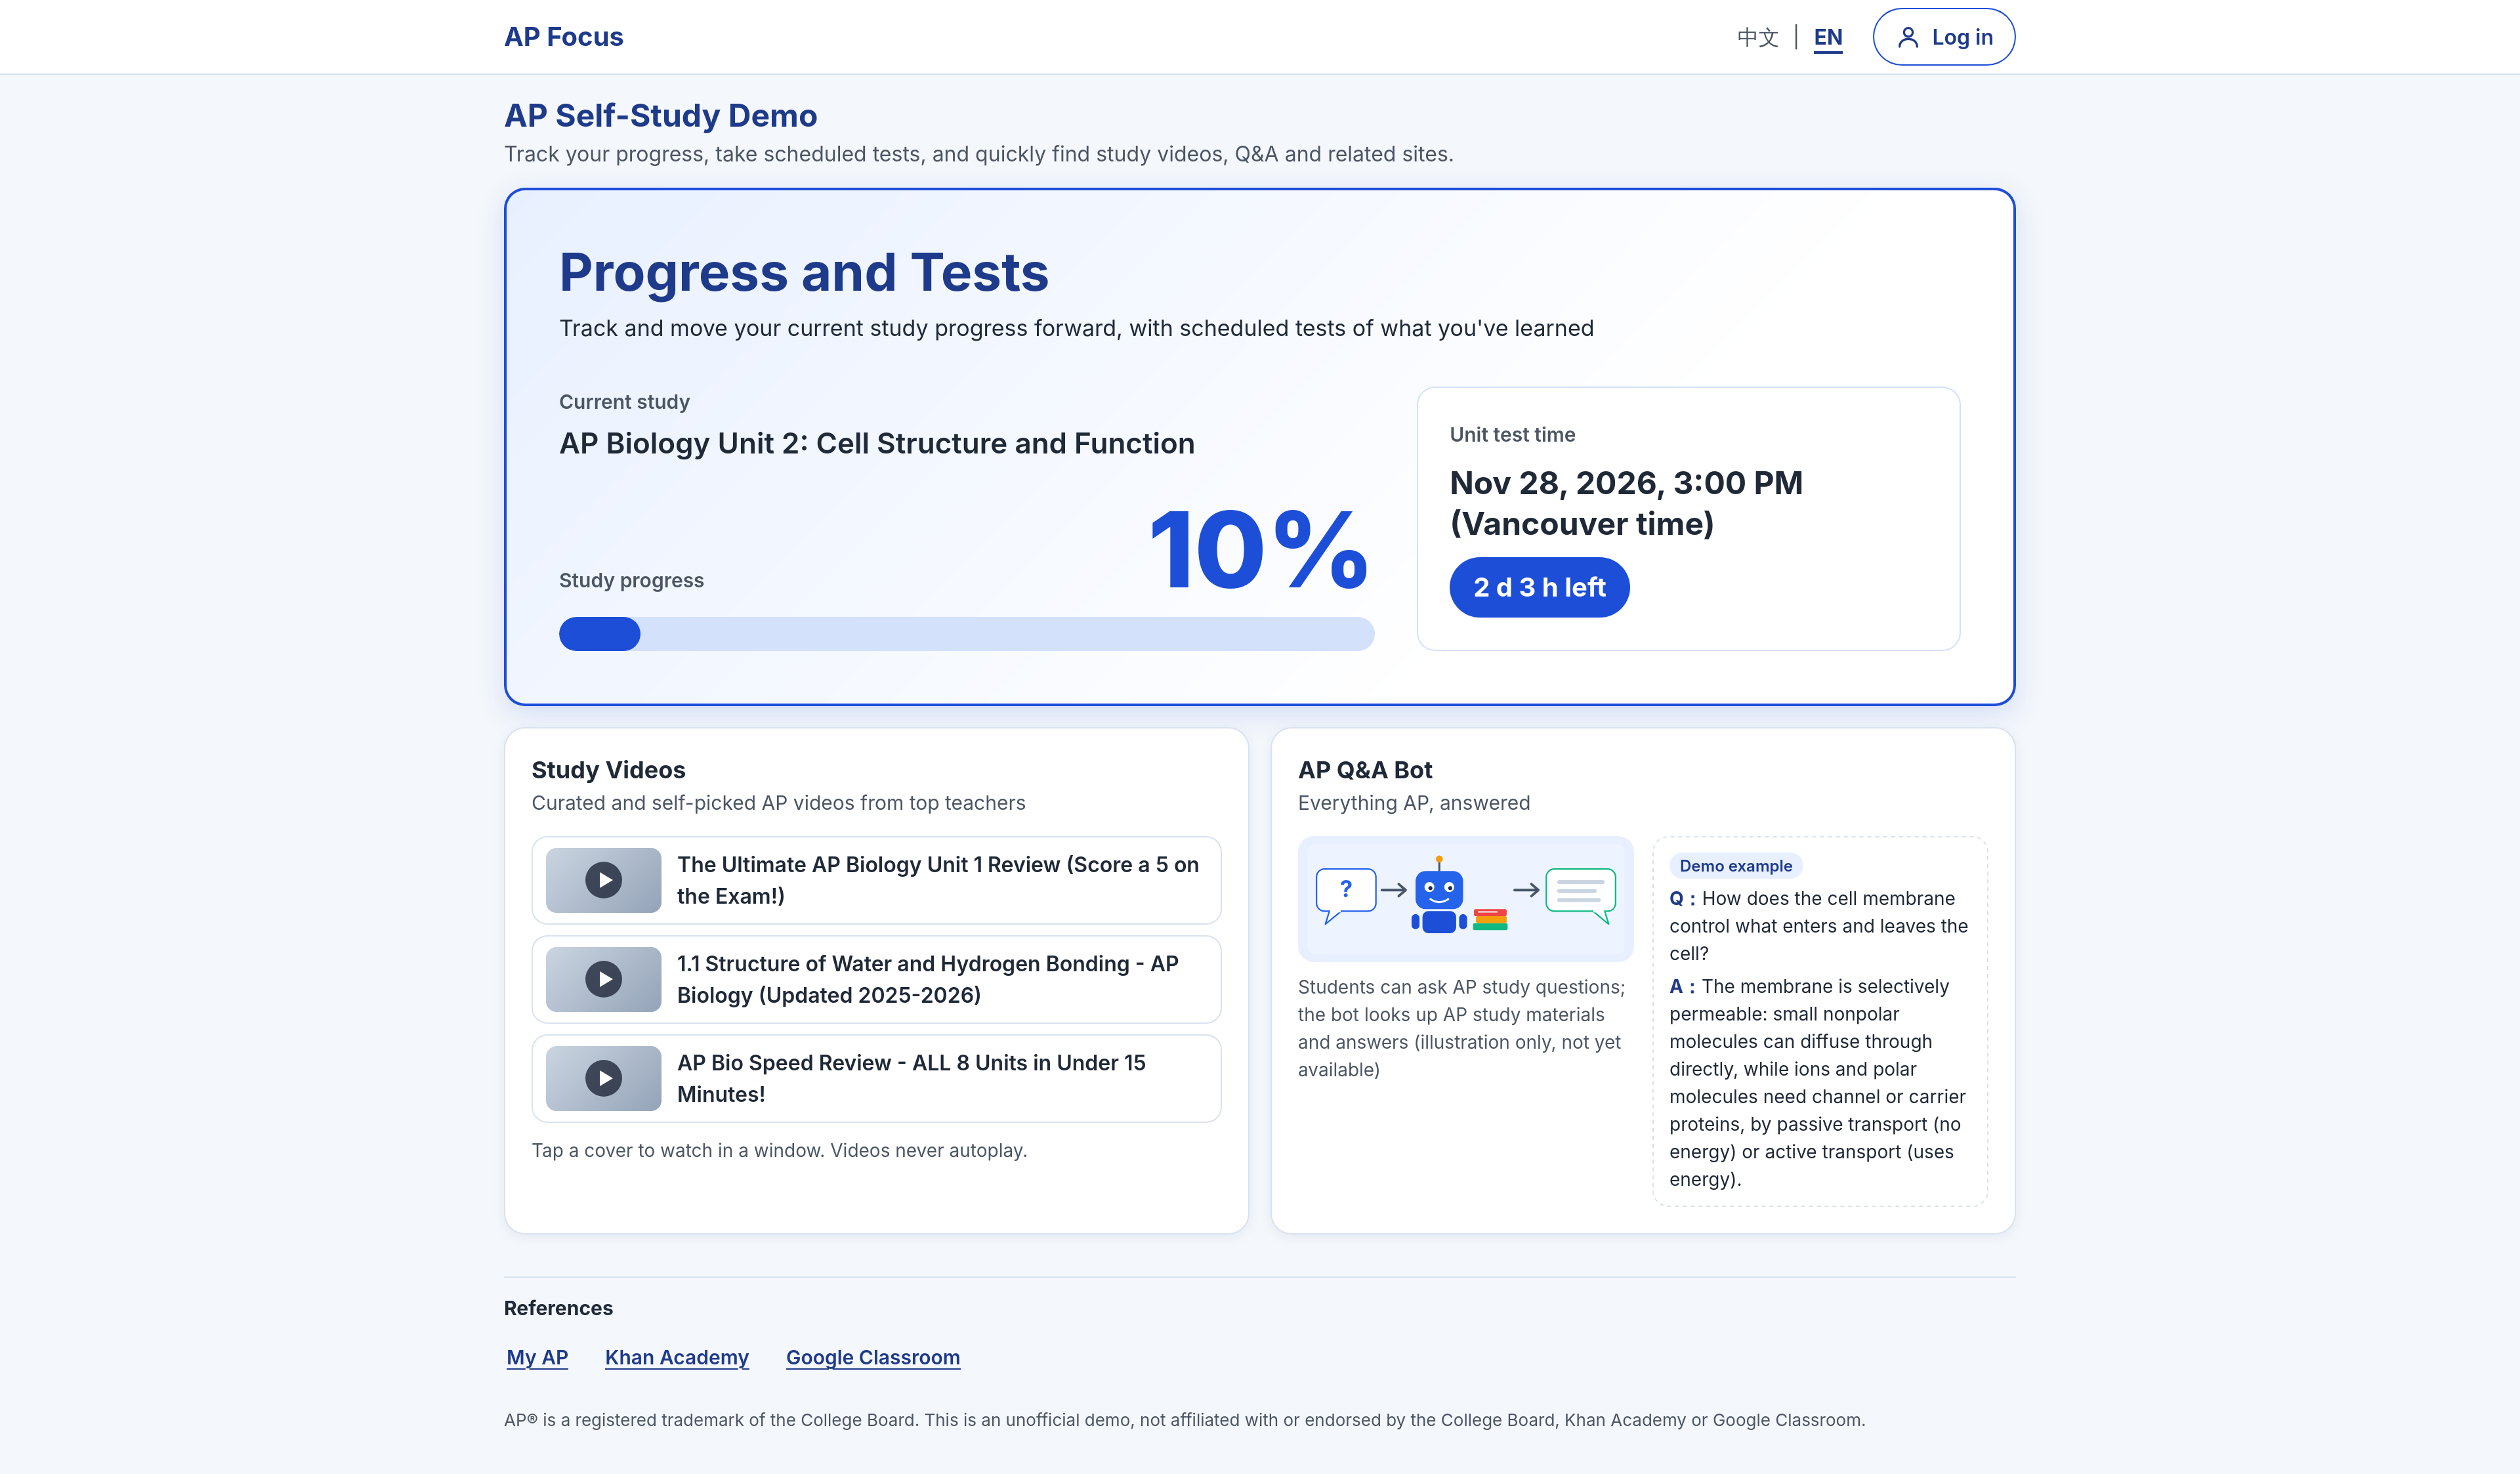 AP Focus
中文 | EN
Log in
AP Self-Study Demo
Track your progress, take scheduled tests, and quickly find study videos, Q&A and related sites.
Progress and Tests
Track and move your current study progress forward, with scheduled tests of what you've learned
Current study
AP Biology Unit 2: Cell Structure and Function
Study progress
10%
Unit test time
Nov 28, 2026, 3:00 PM
(Vancouver time)
2 d 3 h left
Study Videos
Curated and self-picked AP videos from top teachers
The Ultimate AP Biology Unit 1 Review (Score a 5 on
the Exam!)
1.1 Structure of Water and Hydrogen Bonding - AP
Biology (Updated 2025-2026)
AP Bio Speed Review - ALL 8 Units in Under 15
Minutes!
Tap a cover to watch in a window. Videos never autoplay.
AP Q&A Bot
Everything AP, answered
?
Students can ask AP study questions;
the bot looks up AP study materials
and answers (illustration only, not yet
available)
Demo example
Q： How does the cell membrane
control what enters and leaves the
cell?
A： The membrane is selectively
permeable: small nonpolar
molecules can diffuse through
directly, while ions and polar
molecules need channel or carrier
proteins, by passive transport (no
energy) or active transport (uses
energy).
References
My AP
Khan Academy
Google Classroom
AP® is a registered trademark of the College Board. This is an unofficial demo, not affiliated with or endorsed by the College Board, Khan Academy or Google Classroom.